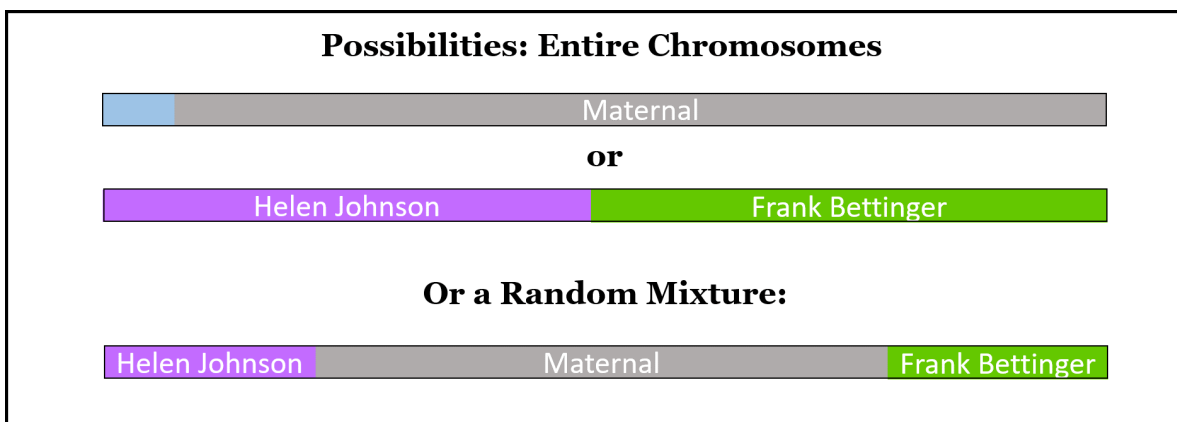 Possibilities: Entire Chromosomes
Maternal
or
Helen Johnson Frank Bettinger
Or a Random Mixture:
Helen Johnson Maternal Frank Bettinger